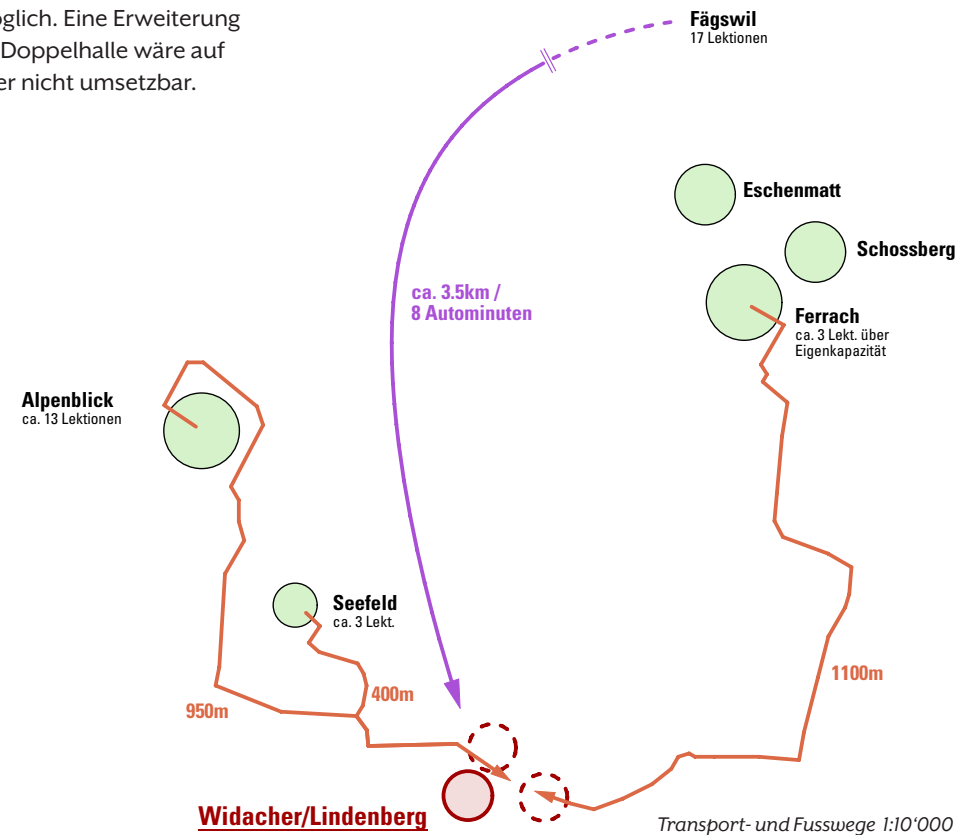 öglich. Eine Erweiterung
Doppelhalle wäre auf
er nicht umsetzbar.
Fägswil
17 Lektionen
Eschenmatt
Schossberg
ca. 3.5km /
8 Autominuten
Ferrach
ca. 3 Lekt. über
Eigenkapazität
Alpenblick
ca. 13 Lektionen
Seefeld
ca. 3 Lekt.
1100m
400m
950m
Widacher/Lindenberg
Transport- und Fusswege 1:10‘000